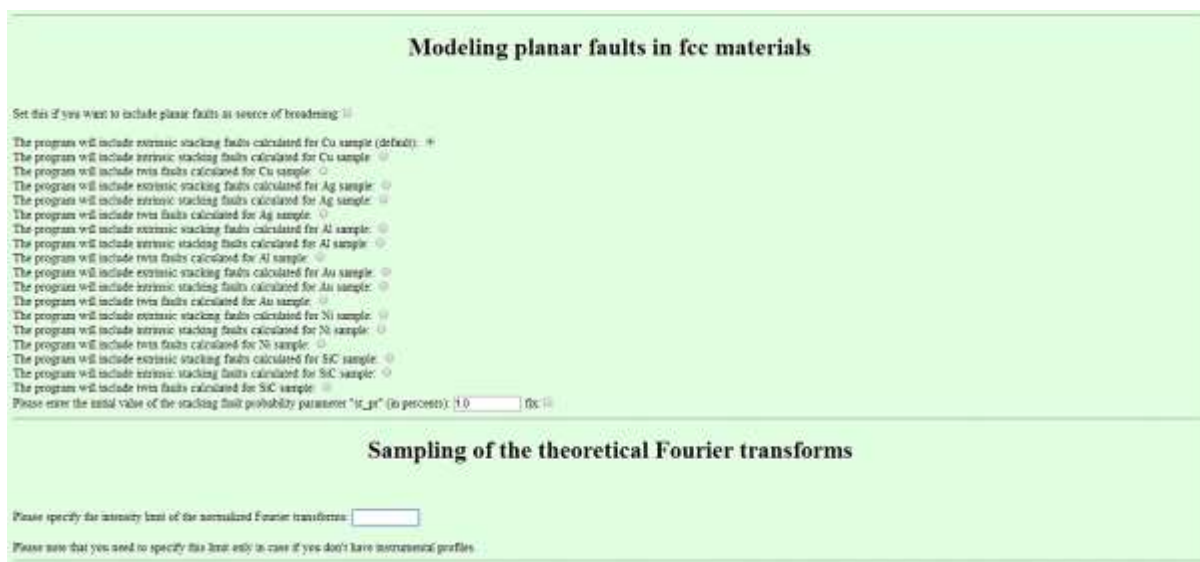 Modeling planar faults in fcc materials
Set this if you want to include planar faults as source of broadening:
The program will include extrinsic stacking faults calculated for Cu sample (default):
The program will include intrinsic stacking faults calculated for Cu sample:
The program will include twin faults calculated for Cu sample:
The program will include extrinsic stacking faults calculated for Ag sample:
The program will include intrinsic stacking faults calculated for Ag sample:
The program will include twin faults calculated for Ag sample:
The program will include extrinsic stacking faults calculated for Al sample:
The program will include intrinsic stacking faults calculated for Al sample:
The program will include twin faults calculated for Al sample:
The program will include extrinsic stacking faults calculated for Au sample:
The program will include intrinsic stacking faults calculated for Au sample:
The program will include twin faults calculated for Au sample:
The program will include extrinsic stacking faults calculated for Ni sample:
The program will include intrinsic stacking faults calculated for Ni sample:
The program will include twin faults calculated for Ni sample:
The program will include extrinsic stacking faults calculated for SiC sample:
The program will include intrinsic stacking faults calculated for SiC sample:
The program will include twin faults calculated for SiC sample:
Please enter the initial value of the stacking fault probability parameter "st_pr" (in percents): 1.0 fix:
Sampling of the theoretical Fourier transforms
Please specify the intensity limit of the normalized Fourier transforms:
Please note that you need to specify this limit only in case if you don't have instrumental profiles.